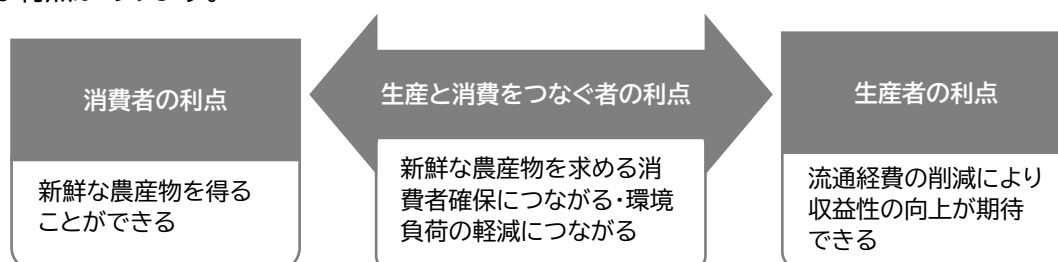 消費者の利点
新鮮な農産物を得る
ことができる
生産と消費をつなぐ者の利点
新鮮な農産物を求める消
費者確保につながる・環境
負荷の軽減につながる
生産者の利点
流通経費の削減により
収益性の向上が期待
できる